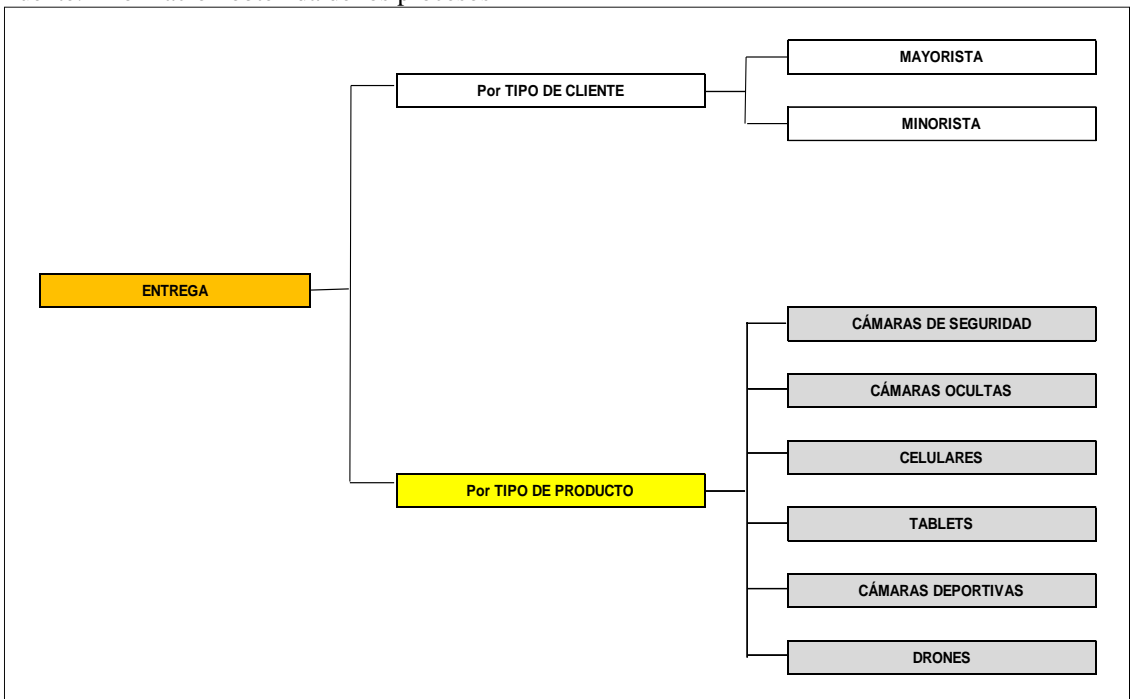 MAYORISTA
Por TIPO DE CLIENTE
MINORISTA
ENTREGA
CÁMARAS DE SEGURIDAD
CÁMARAS OCULTAS
CELULARES
Por TIPO DE PRODUCTO
TABLETS
CÁMARAS DEPORTIVAS
DRONES